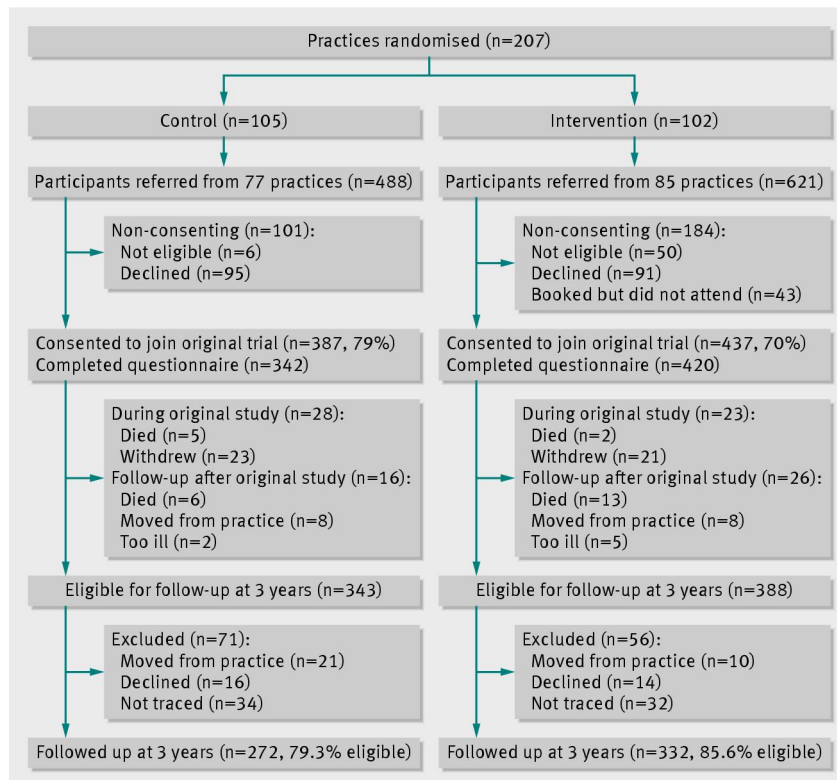 Practices randomised (n=207)
Control (n=105)
Intervention (n=102)
Participants referred from 77 practices (n=488)
Participants referred from 85 practices (n=621)
Non-consenting (n=101):
Not eligible (n=6)
Declined (n=95)
Non-consenting (n=184):
Not eligible (n=50)
Declined (n=91)
Booked but did not attend (n=43)
Consented to join original trial (n=387, 79%)
Completed questionnaire (n=342)
Consented to join original trial (n=437, 70%)
Completed questionnaire (n=420)
During original study (n=28):
Died (n=5)
Withdrew (n=23)
Follow-up after original study (n=16):
Died (n=6)
Moved from practice (n=8)
Too ill (n=2)
During original study (n=23):
Died (n=2)
Withdrew (n=21)
Follow-up after original study (n=26):
Died (n=13)
Moved from practice (n=8)
Too ill (n=5)
Eligible for follow-up at 3 years (n=343)
Eligible for follow-up at 3 years (n=388)
Excluded (n=71):
Moved from practice (n=21)
Declined (n=16)
Not traced (n=34)
Excluded (n=56):
Moved from practice (n=10)
Declined (n=14)
Not traced (n=32)
Followed up at 3 years (n=272, 79.3% eligible)
Followed up at 3 years (n=332, 85.6% eligible)